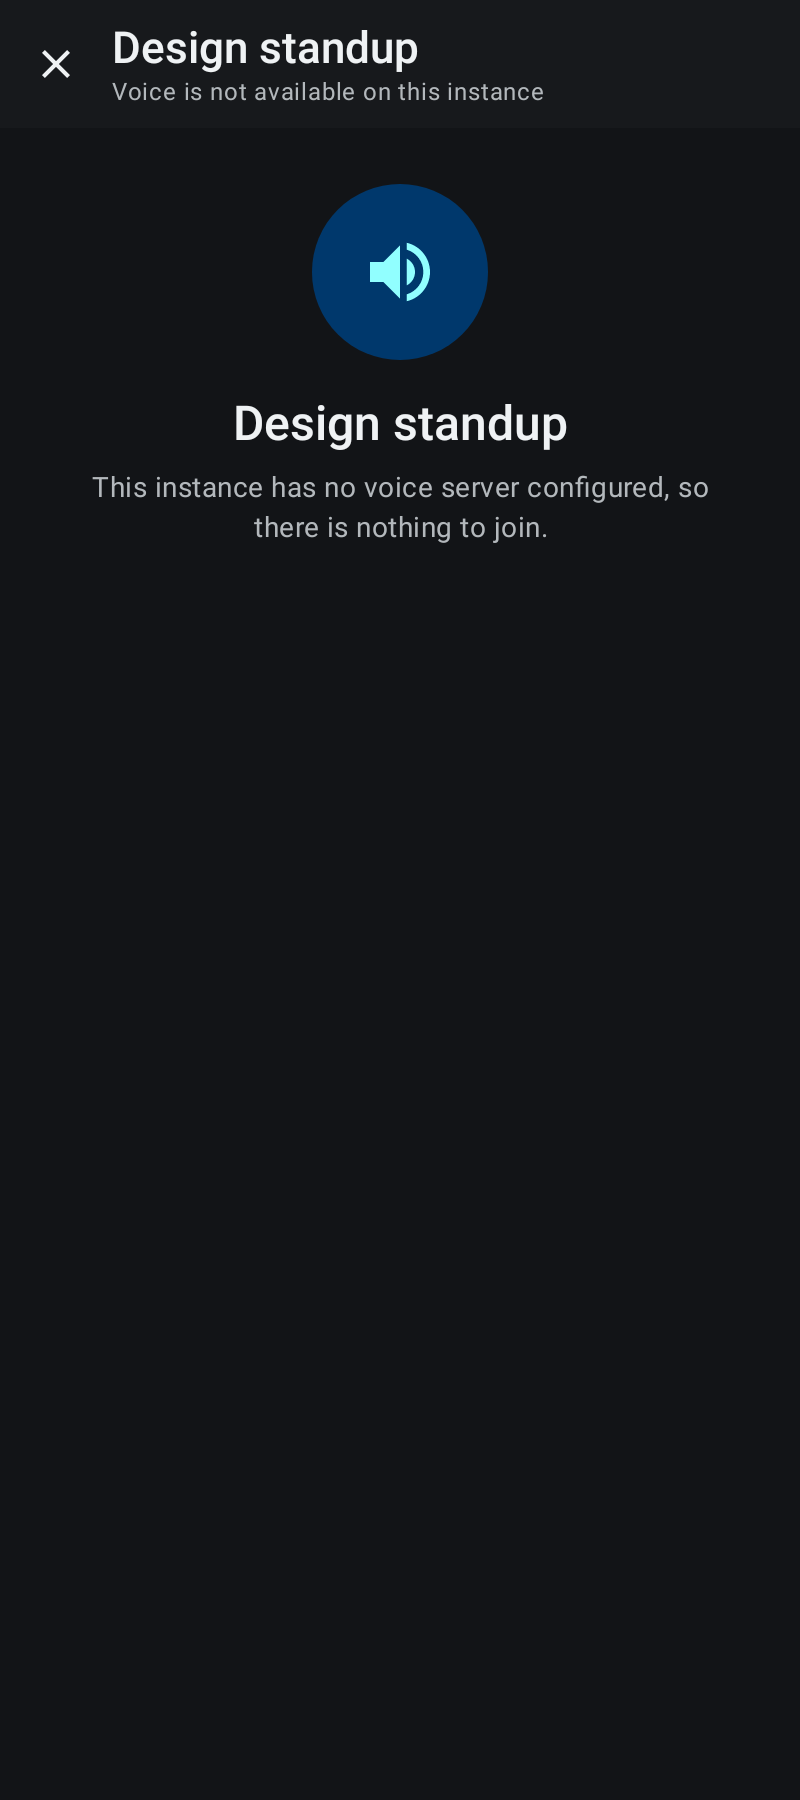 Design standup
Voice is not available on this instance
Design standup
This instance has no voice server configured, so
there is nothing to join.